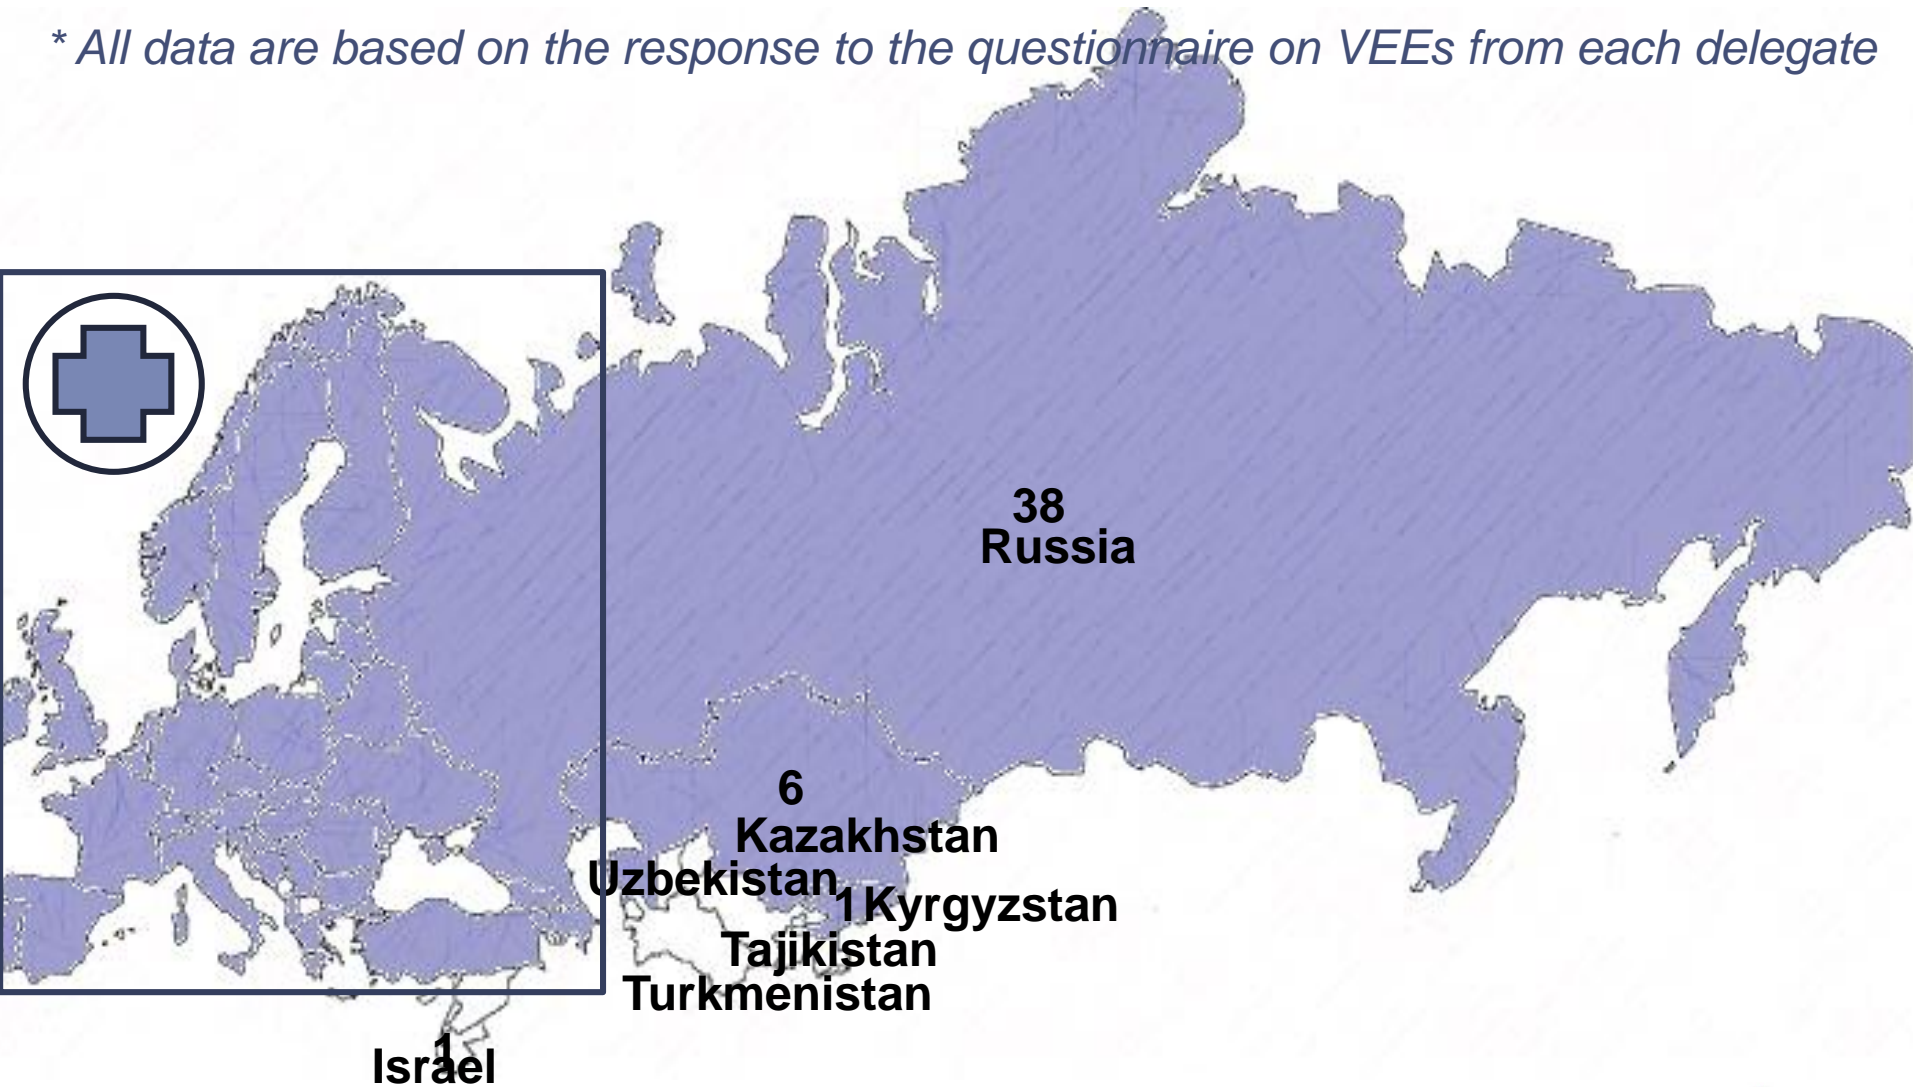 * All data are based on the response to the questionnaire on VEEs from each delegate
38
Russia
6
Kazakhstan
Uzbekistan
1 Kyrgyzstan
Tajikistan
Turkmenistan
1
Israel